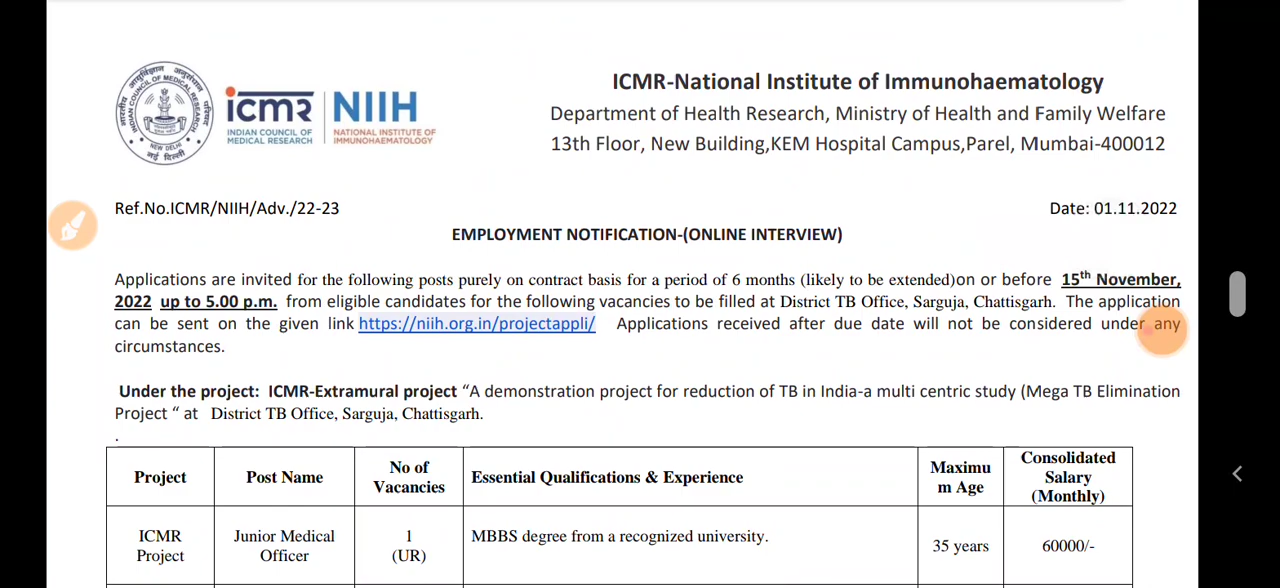 ICMR-National Institute of Immunohaematology
Department of Health Research, Ministry of Health and Family Welfare
13th Floor, New Building,KEM Hospital Campus,Parel, Mumbai-400012
INDIAN COUNCIL OF MEDICAL RESEARCH
NEW DELHI
नई दिल्ली
icmr
INDIAN COUNCIL OF
MEDICAL RESEARCH
NIIH
NATIONAL INSTITUTE OF
IMMUNOHAEMATOLOGY
Ref.No.ICMR/NIIH/Adv./22-23
Date: 01.11.2022
EMPLOYMENT NOTIFICATION-(ONLINE INTERVIEW)
Applications are invited for the following posts purely on contract basis for a period of 6 months (likely to be extended)on or before 15th November,
2022 up to 5.00 p.m. from eligible candidates for the following vacancies to be filled at District TB Office, Sarguja, Chattisgarh. The application
can be sent on the given link https://niih.org.in/projectappli/ Applications received after due date will not be considered under any
circumstances.
Under the project: ICMR-Extramural project “A demonstration project for reduction of TB in India-a multi centric study (Mega TB Elimination
Project “ at District TB Office, Sarguja, Chattisgarh.
.
Project
Post Name
No of
Vacancies
Essential Qualifications & Experience
Maximu
m Age
Consolidated
Salary
(Monthly)
ICMR
Project
Junior Medical
Officer
1
(UR)
MBBS degree from a recognized university.
35 years
60000/-